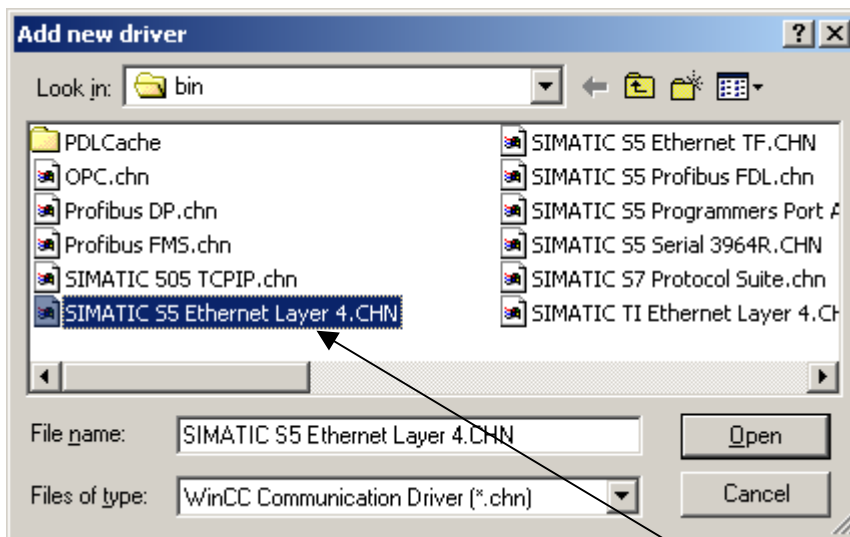 Add new driver
Look in: bin
PDLCache
OPC.chn
Profibus DP.chn
Profibus FMS.chn
SIMATIC 505 TCPIP.chn
SIMATIC S5 Ethernet Layer 4.CHN
SIMATIC S5 Ethernet TF.CHN
SIMATIC S5 Profibus FDL.chn
SIMATIC S5 Programmers Port
SIMATIC S5 Serial 3964R.CHN
SIMATIC S7 Protocol Suite.chn
SIMATIC TI Ethernet Layer
File name: SIMATIC S5 Ethernet Layer 4.CHN
Open
Files of type: WinCC Communication Driver (*.chn)
Cancel